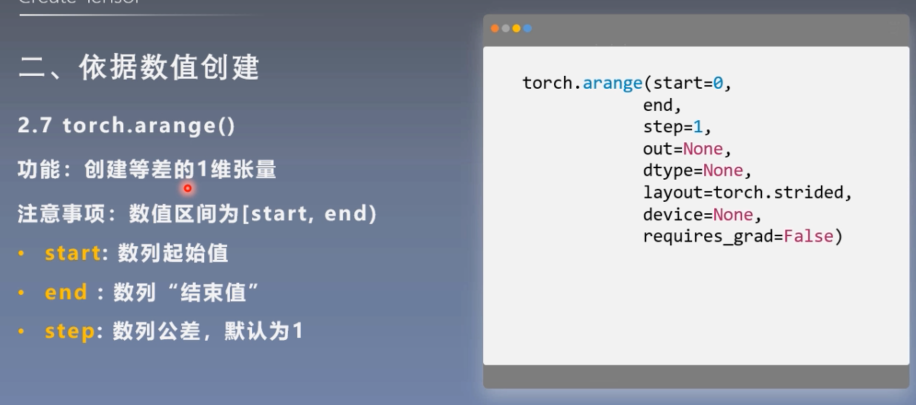 Create Tensor
二、依据数值创建
2.7 torch.arange()
功能：创建等差的1维张量
注意事项：数值区间为[start, end)
• start: 数列起始值
• end : 数列“结束值”
• step: 数列公差，默认为1
torch.arange(start=0,
end,
step=1,
out=None,
dtype=None,
layout=torch.strided,
device=None,
requires_grad=False)